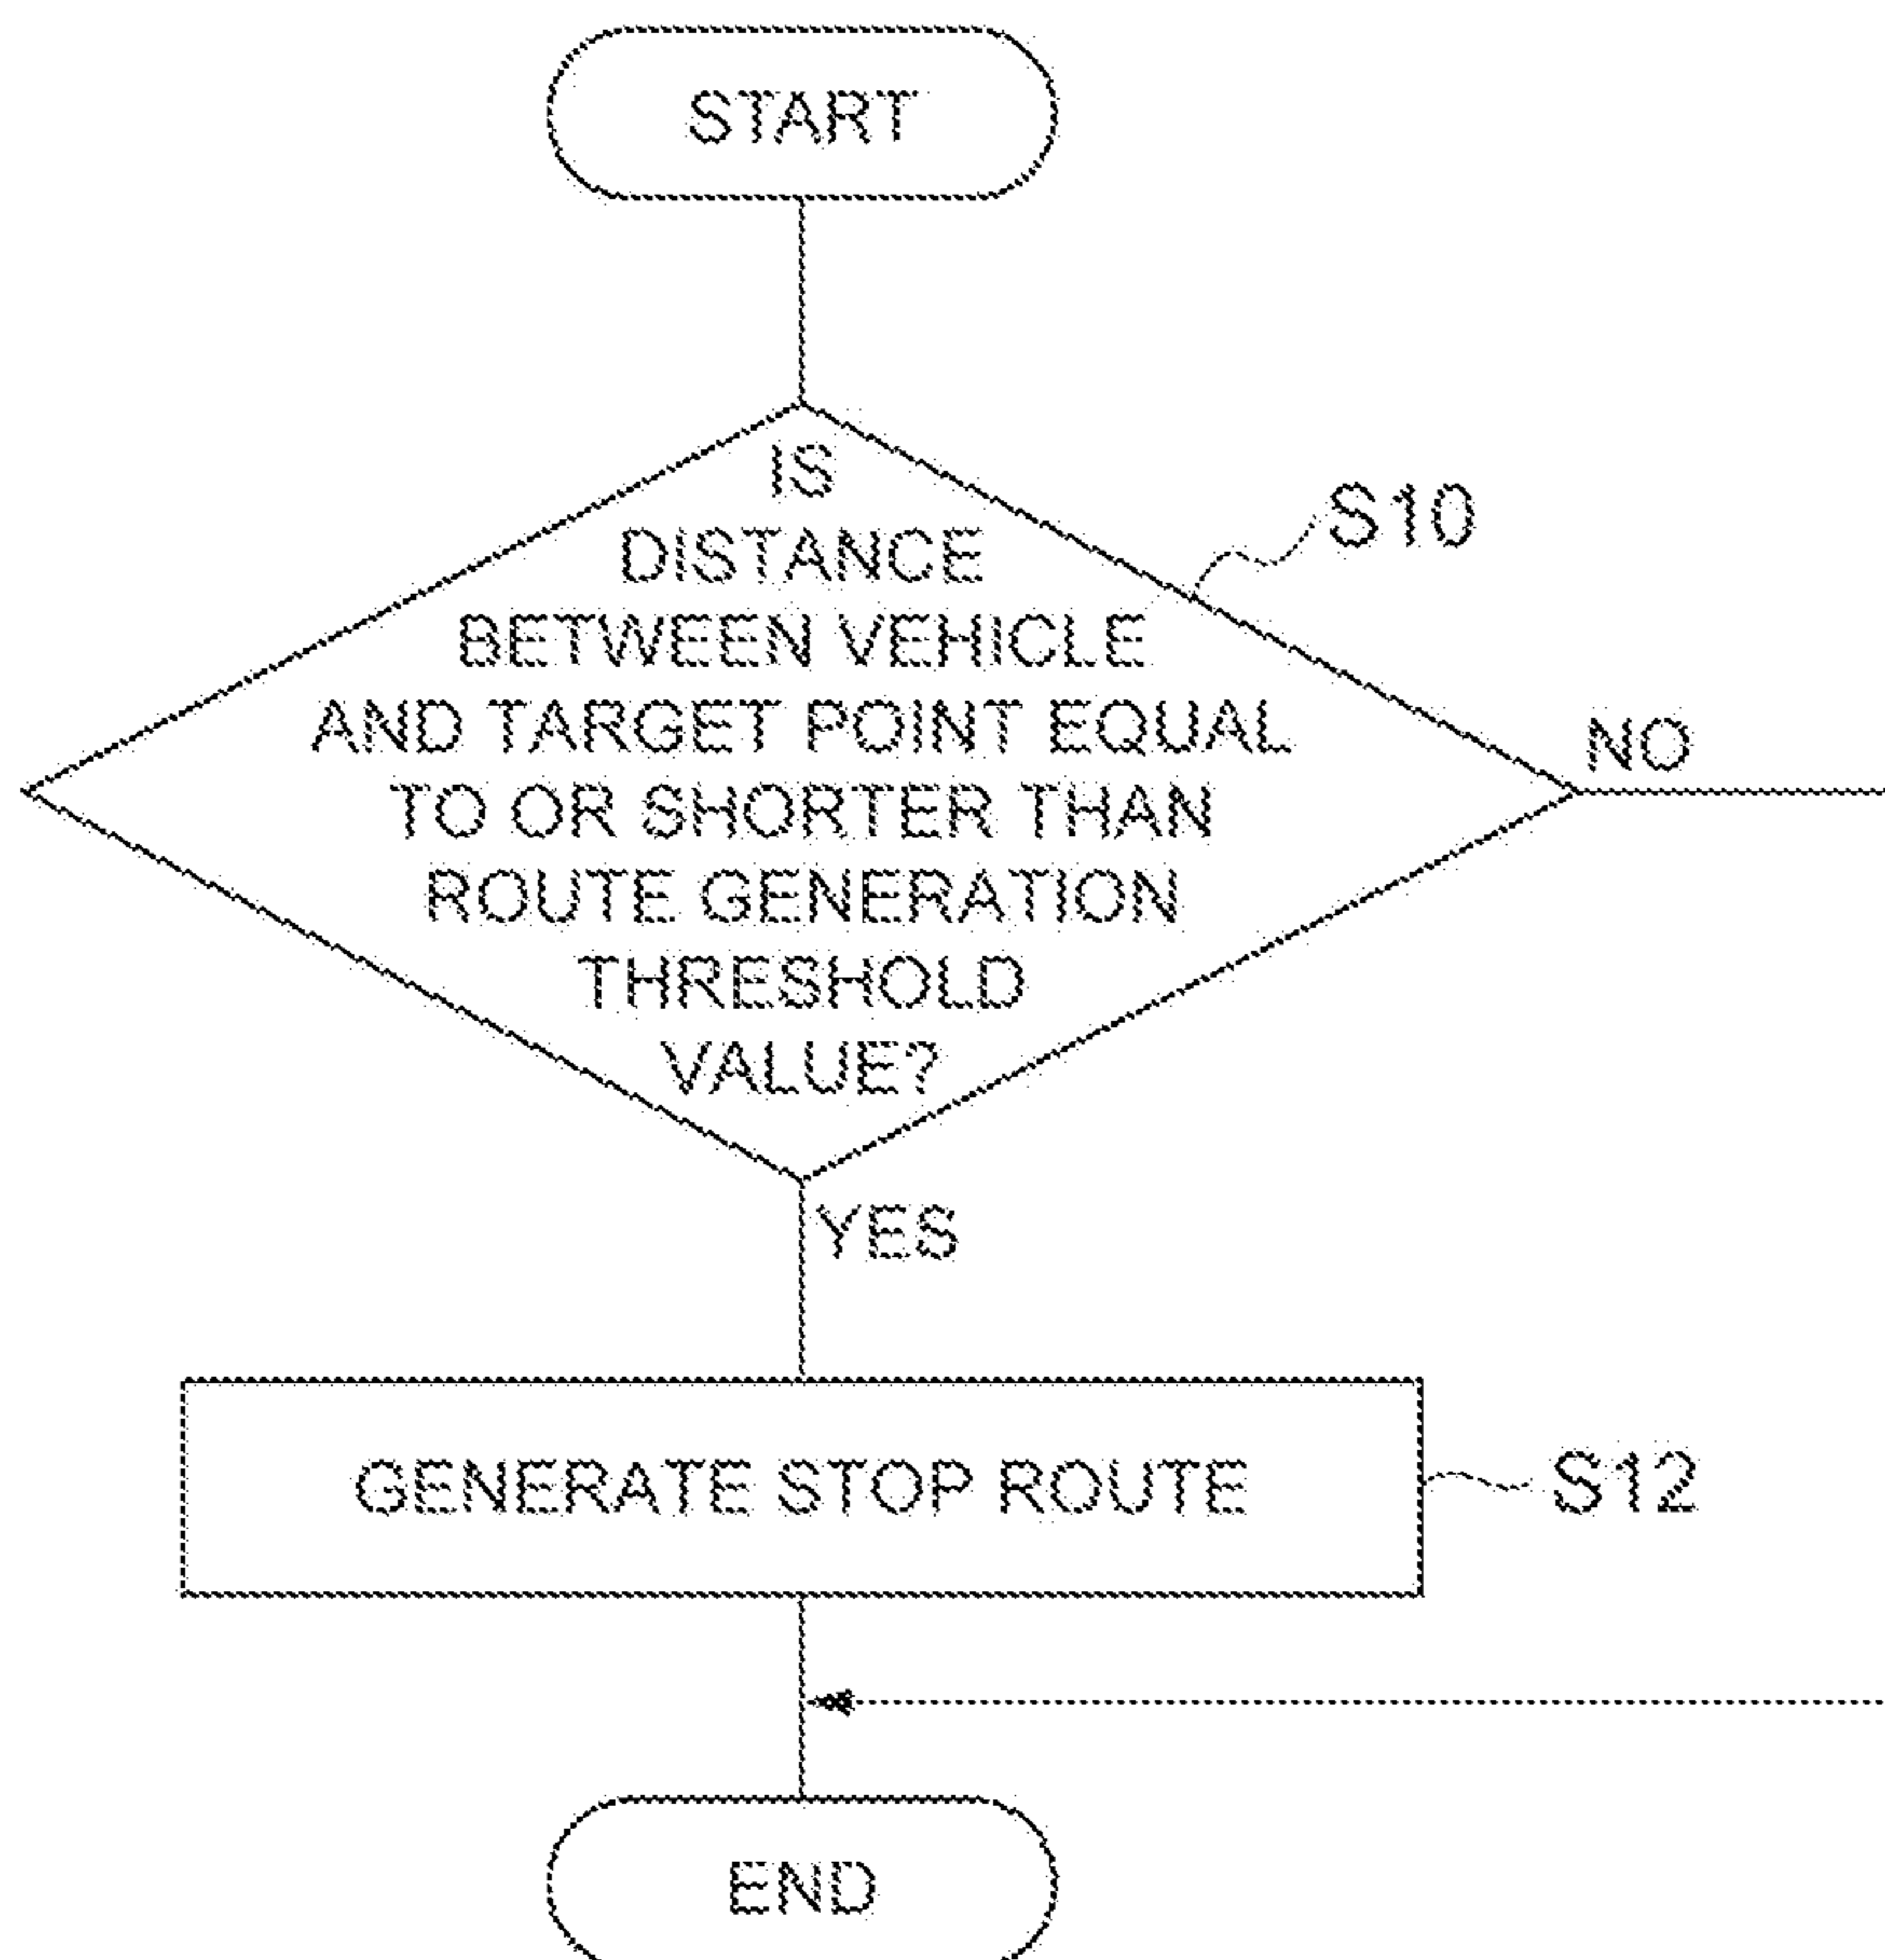 START
IS
DISTANCE
BETWEEN VEHICLE
AND TARGET POINT EQUAL
TO OR SHORTER THAN
ROUTE GENERATION
THRESHOLD
VALUE?
S10
NO
YES
GENERATE STOP ROUTE
S12
END